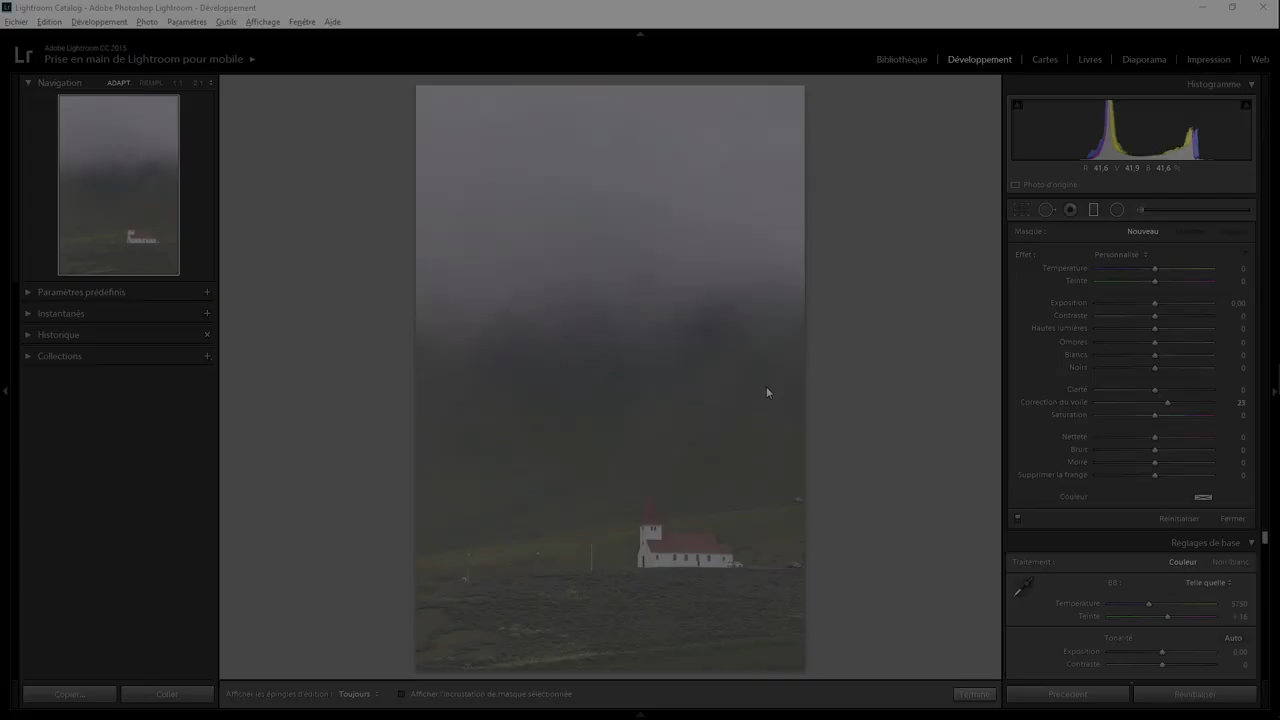 Lightroom Catalog - Adobe Photoshop Lightroom - Développement
Fichier Edition Développement Photo Paramètres Outils Affichage Fenêtre Aide
Lr
Adobe Lightroom CC 2015
Prise en main de Lightroom pour mobile
Bibliothèque | Développement | Cartes | Livres | Diaporama | Impression | Web
Navigation ADAPT. REMPL. 1:1 2:1
Paramètres prédéfinis +
Instantanés +
Historique ×
Collections +
Copier... Coller
Afficher les épingles d'édition : Toujours Afficher l'incrustation de masque sélectionnée Terminé
Histogramme
R 41,6 V 41,9 B 41,6 %
Photo d'origine
Masque : Nouveau
Effet : Personnalisé
Température 0
Teinte 0
Exposition 0,00
Contraste 0
Hautes lumières 0
Ombres 0
Blancs 0
Noirs 0
Clarté 0
Correction du voile 23
Saturation 0
Netteté 0
Bruit 0
Moiré 0
Supprimer la frange 0
Couleur
Réinitialiser Fermer
Réglages de base
Traitement : Couleur Noir/blanc
BB : Telle quelle
Température 5750
Teinte + 16
Tonalité Auto
Exposition 0,00
Contraste 0
Précédent Réinitialiser